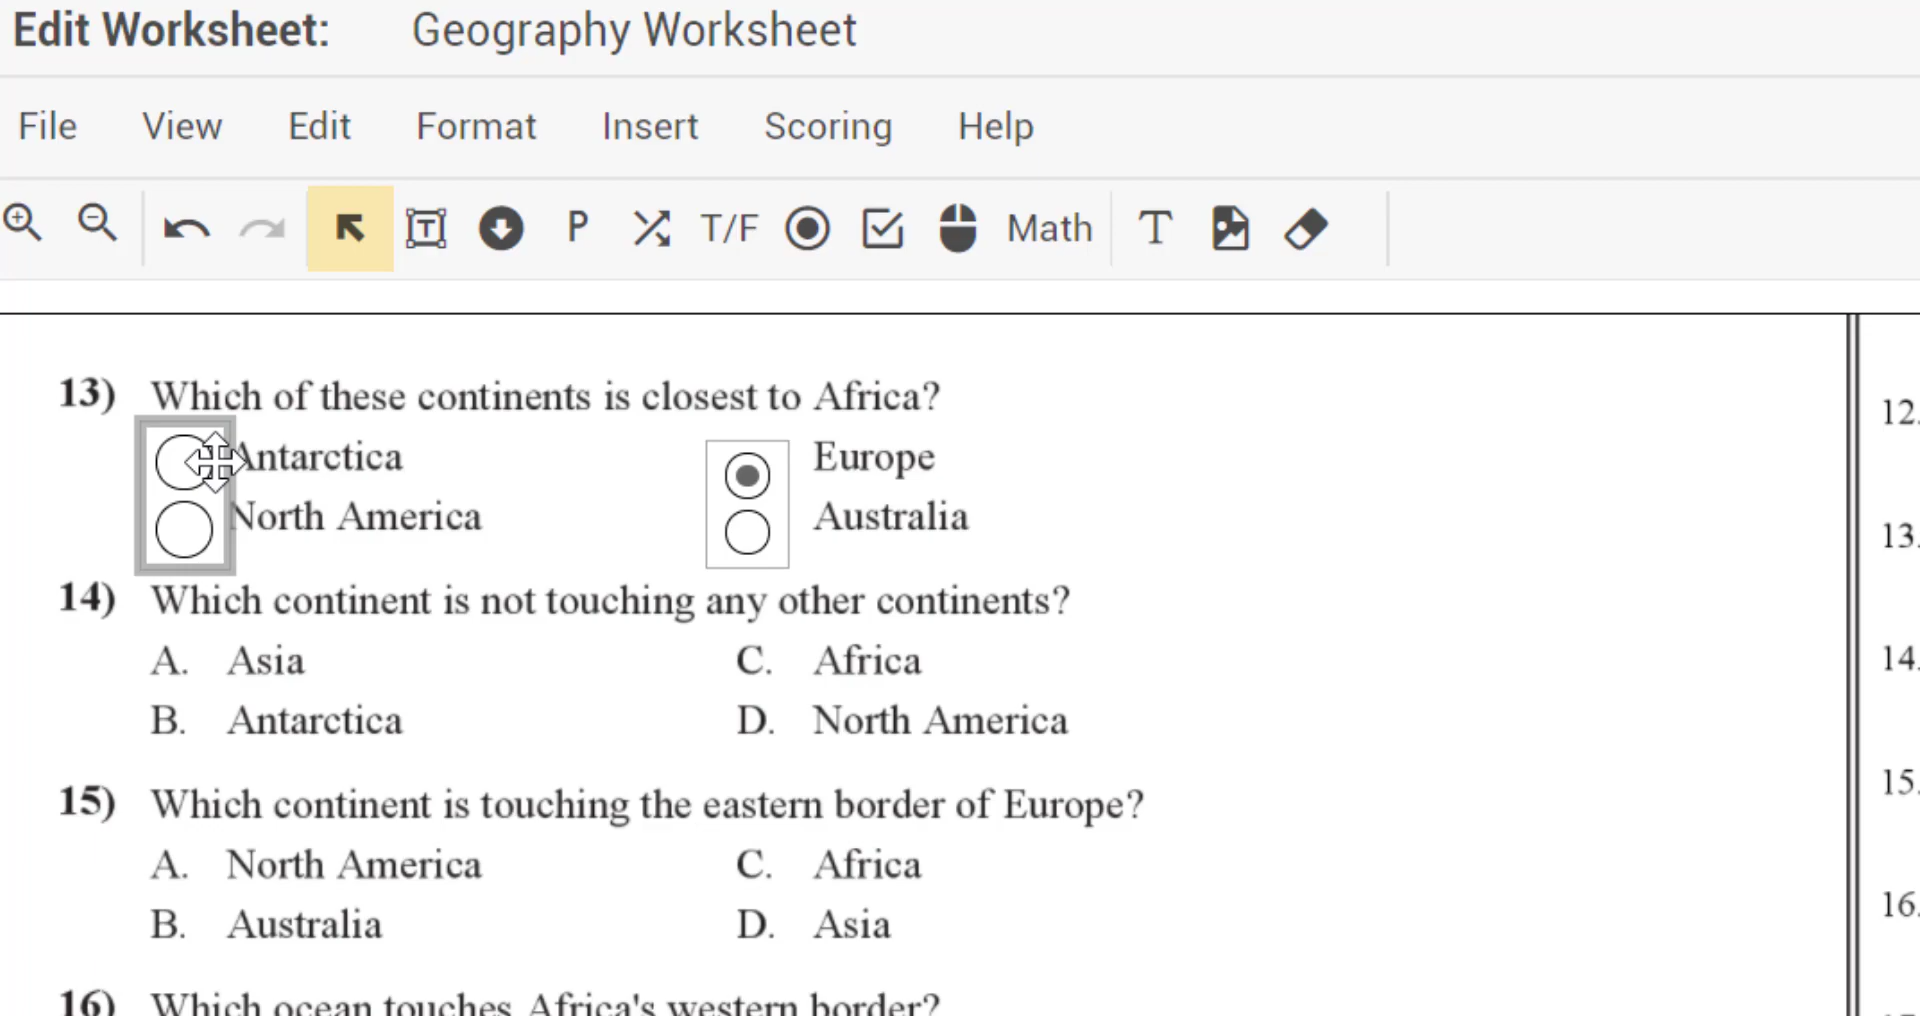 Edit Worksheet: Geography Worksheet
File View Edit Format Insert Scoring Help
T P T/F Math T
13) Which of these continents is closest to Africa?
Antarctica Europe
North America Australia
14) Which continent is not touching any other continents?
A. Asia C. Africa
B. Antarctica D. North America
15) Which continent is touching the eastern border of Europe?
A. North America C. Africa
B. Australia D. Asia
16) Which ocean touches Africa's western border?
12.
13.
14.
15.
16.